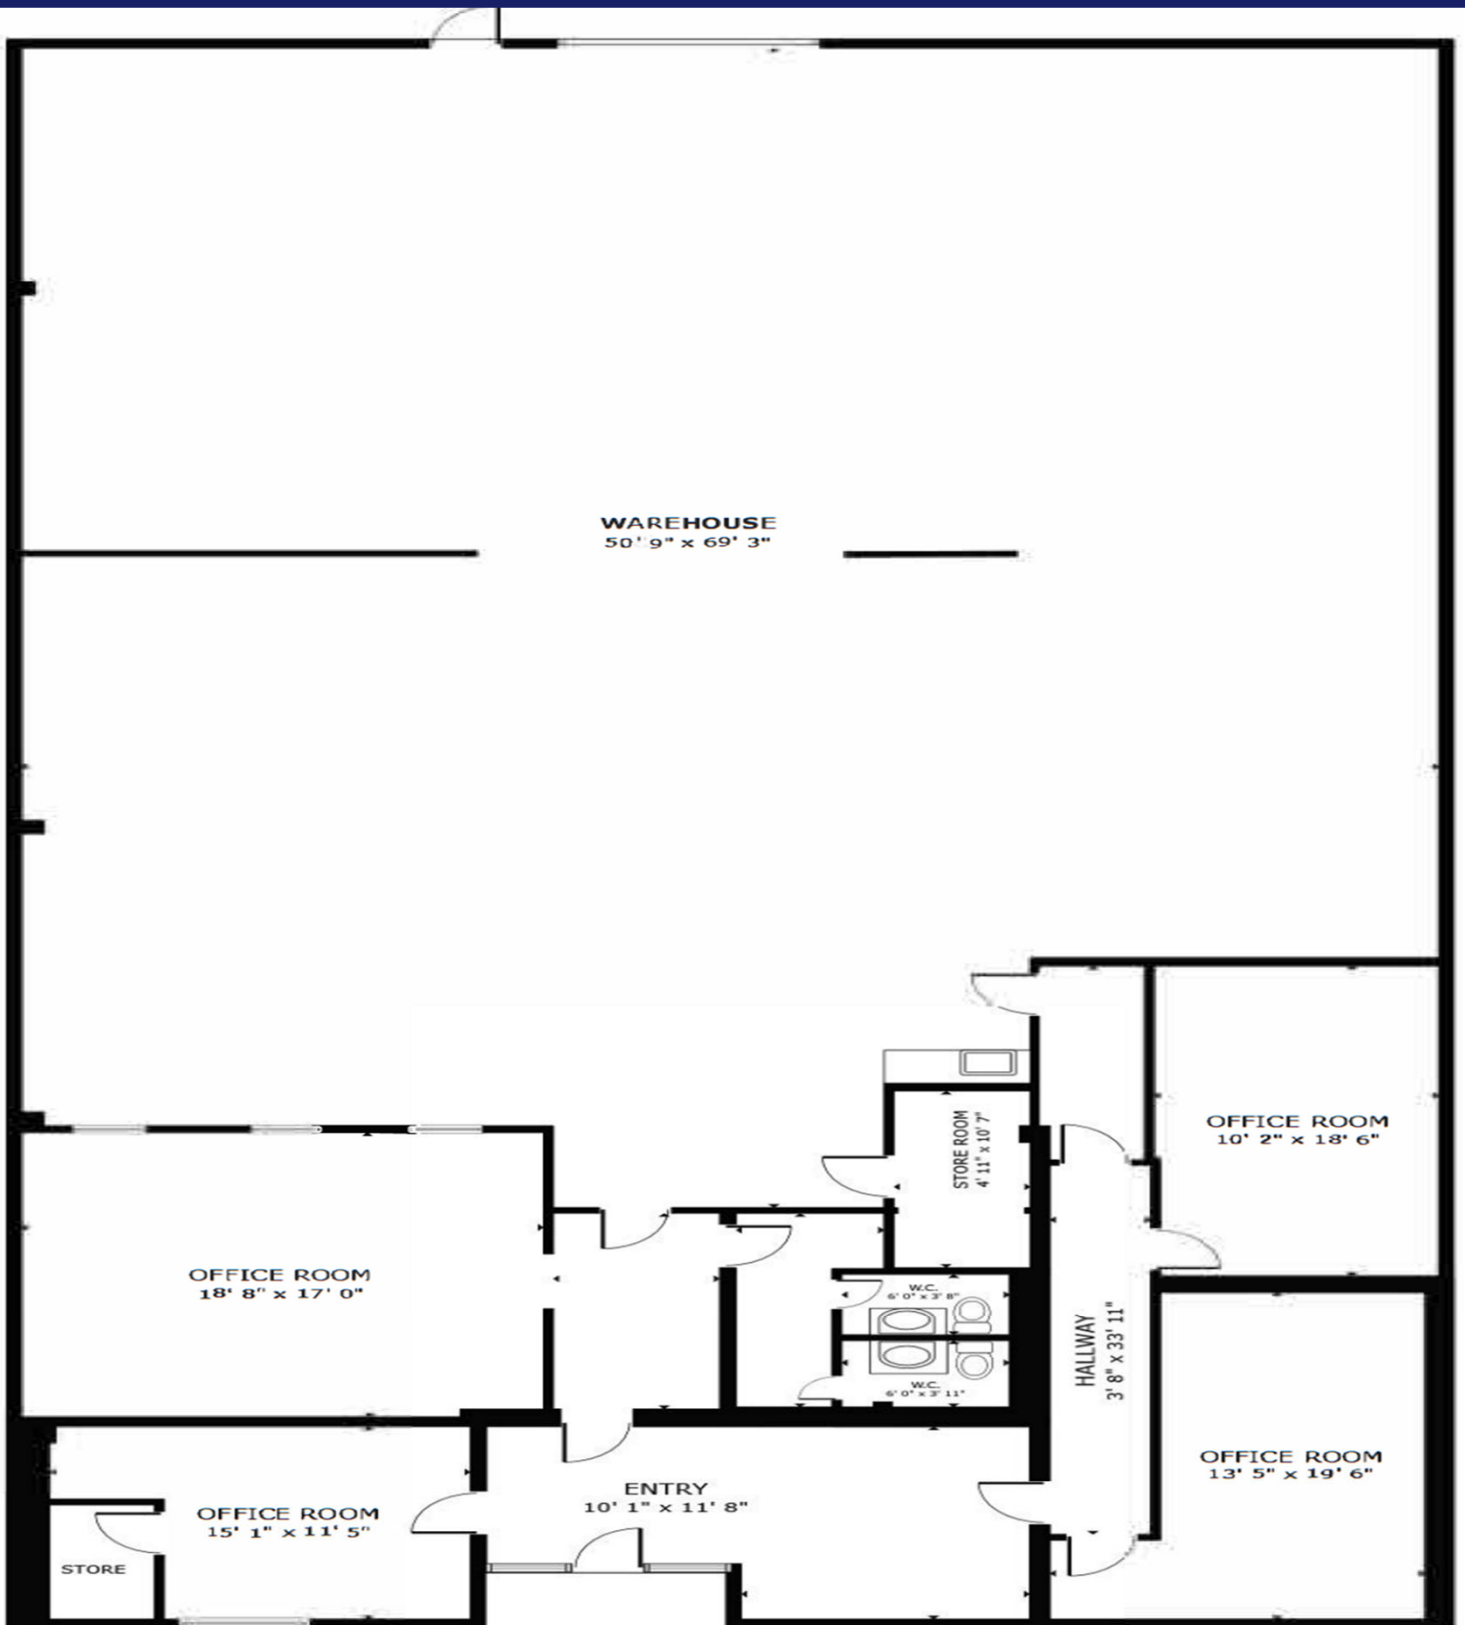 WAREHOUSE
50' 9" x 69' 3"
STORE ROOM
4' 11" x 10' 7"
OFFICE ROOM
10' 2" x 18' 6"
OFFICE ROOM
18' 8" x 17' 0"
W.C.
6' 0" x 3' 8"
W.C.
6' 0" x 3' 11"
HALLWAY
3' 8" x 33' 11"
OFFICE ROOM
13' 5" x 19' 6"
ENTRY
10' 1" x 11' 8"
OFFICE ROOM
15' 1" x 11' 5"
STORE